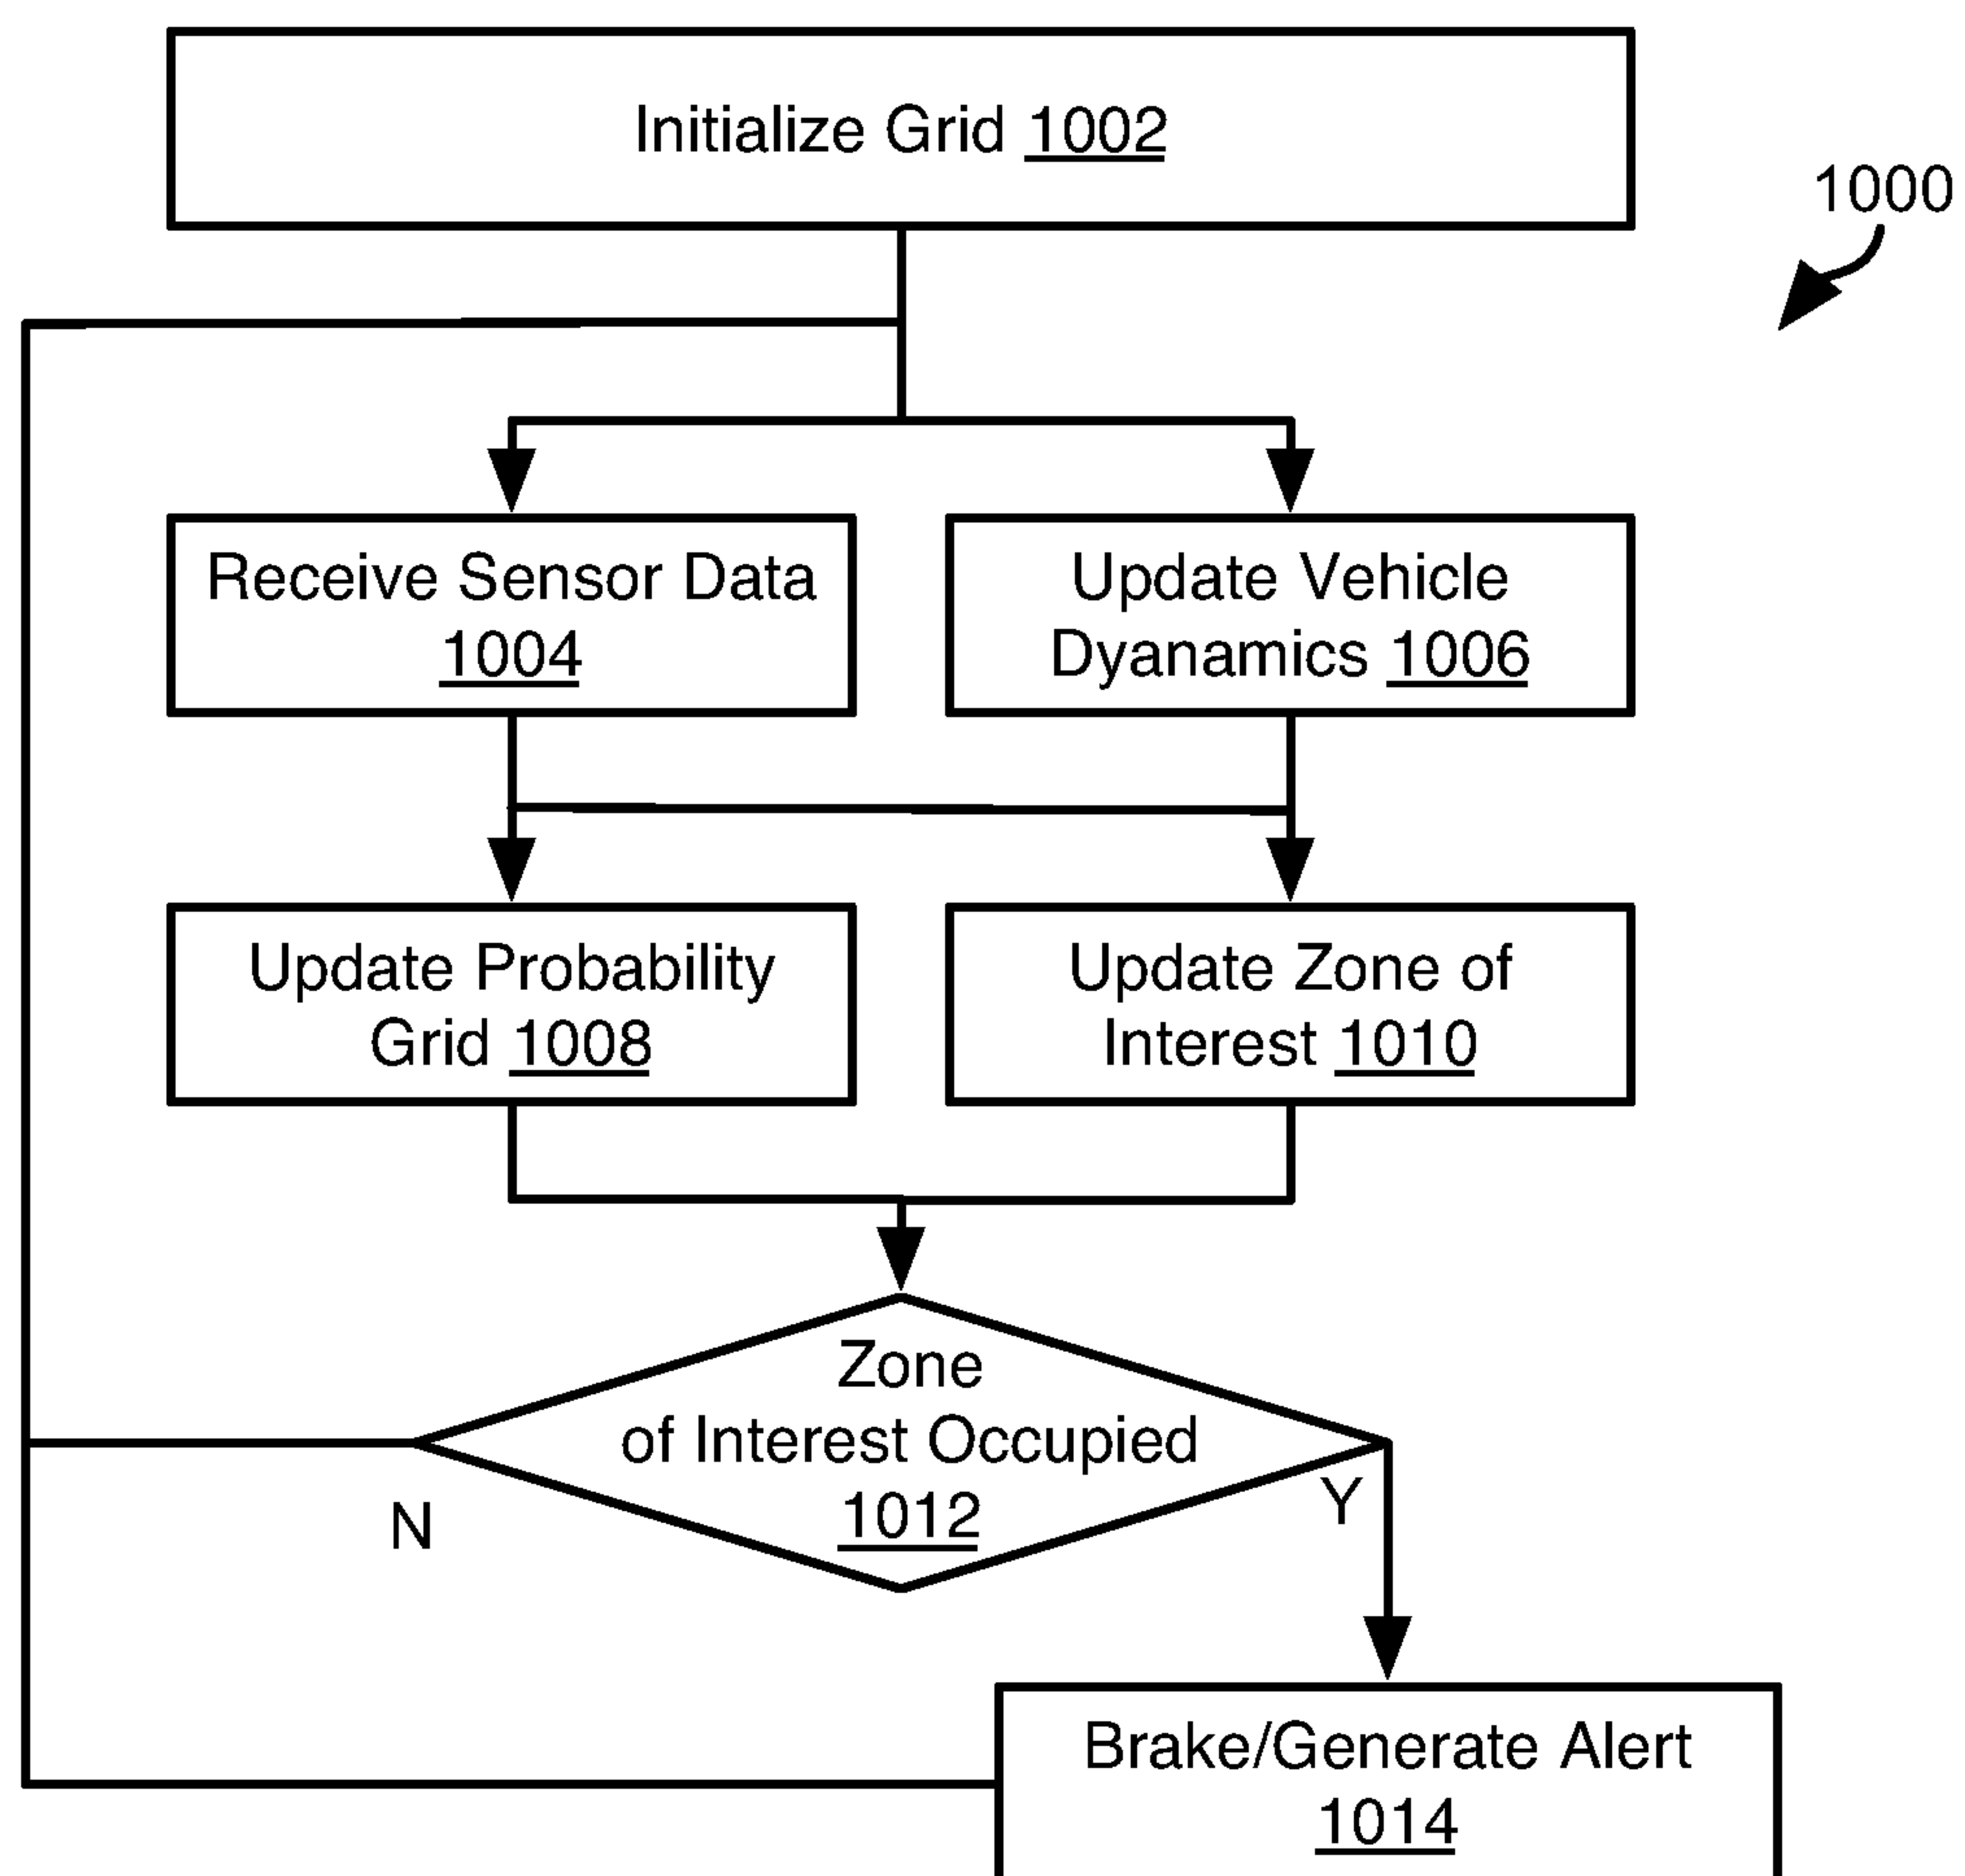 Initialize Grid 1002
1000
Receive Sensor Data
1004
Update Vehicle
Dyanamics 1006
Update Probability
Grid 1008
Update Zone of
Interest 1010
Zone
of Interest Occupied
1012
N
Y
Brake/Generate Alert
1014